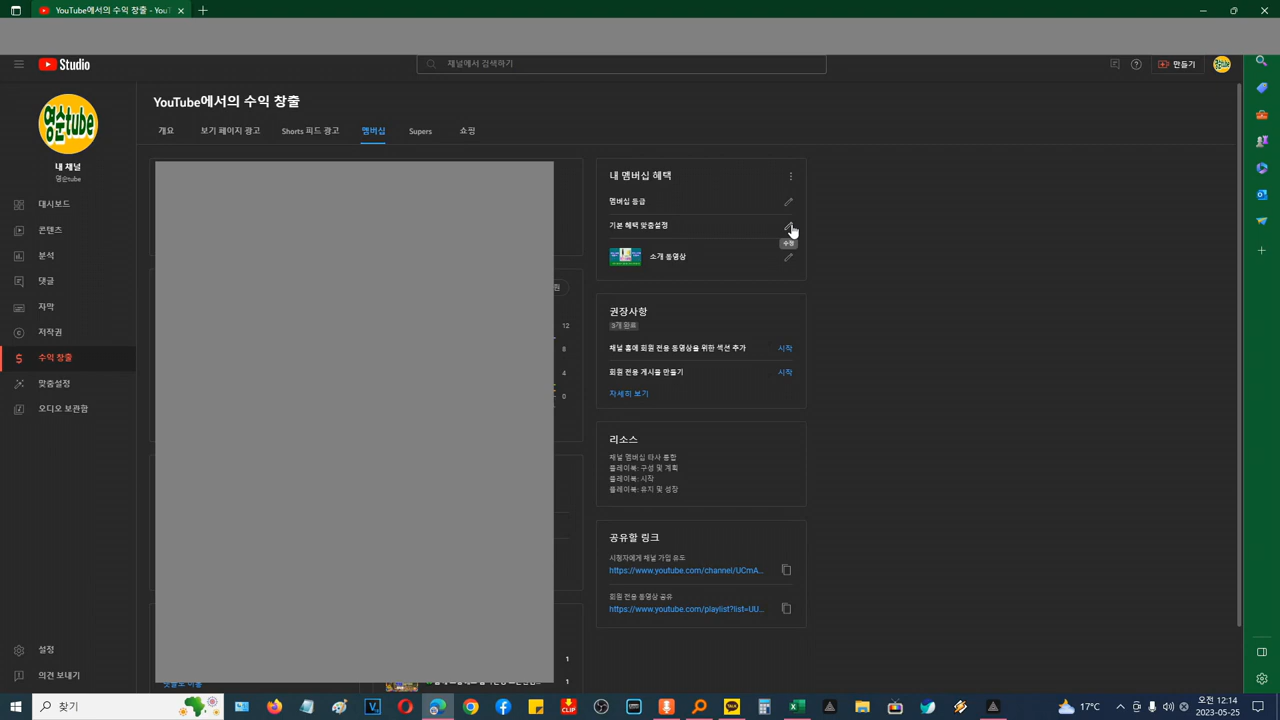 YouTube에서의 수익 창출 - YouT
Studio
채널에서 검색하기
만들기
영순tube
내 채널
영순tube
대시보드
콘텐츠
분석
댓글
자막
저작권
수익 창출
맞춤설정
오디오 보관함
설정
의견 보내기
YouTube에서의 수익 창출
개요
보기 페이지 광고
Shorts 피드 광고
멤버십
Supers
쇼핑
원
12
8
4
0
1
1
내 멤버십 혜택
멤버십 등급
기본 혜택 맞춤설정
수정
소개 동영상
권장사항
3개 완료
채널 홈에 회원 전용 동영상을 위한 섹션 추가
시작
회원 전용 게시물 만들기
시작
자세히 보기
리소스
채널 멤버십 타사 통합
플레이북: 구성 및 계획
플레이북: 시작
플레이북: 유지 및 성장
공유할 링크
시청자에게 채널 가입 유도
https://www.youtube.com/channel/UCmA...
회원 전용 동영상 공유
https://www.youtube.com/playlist?list=UU...
찾기
CLIP
TALK
17°C
오전 12:14
2023-05-25